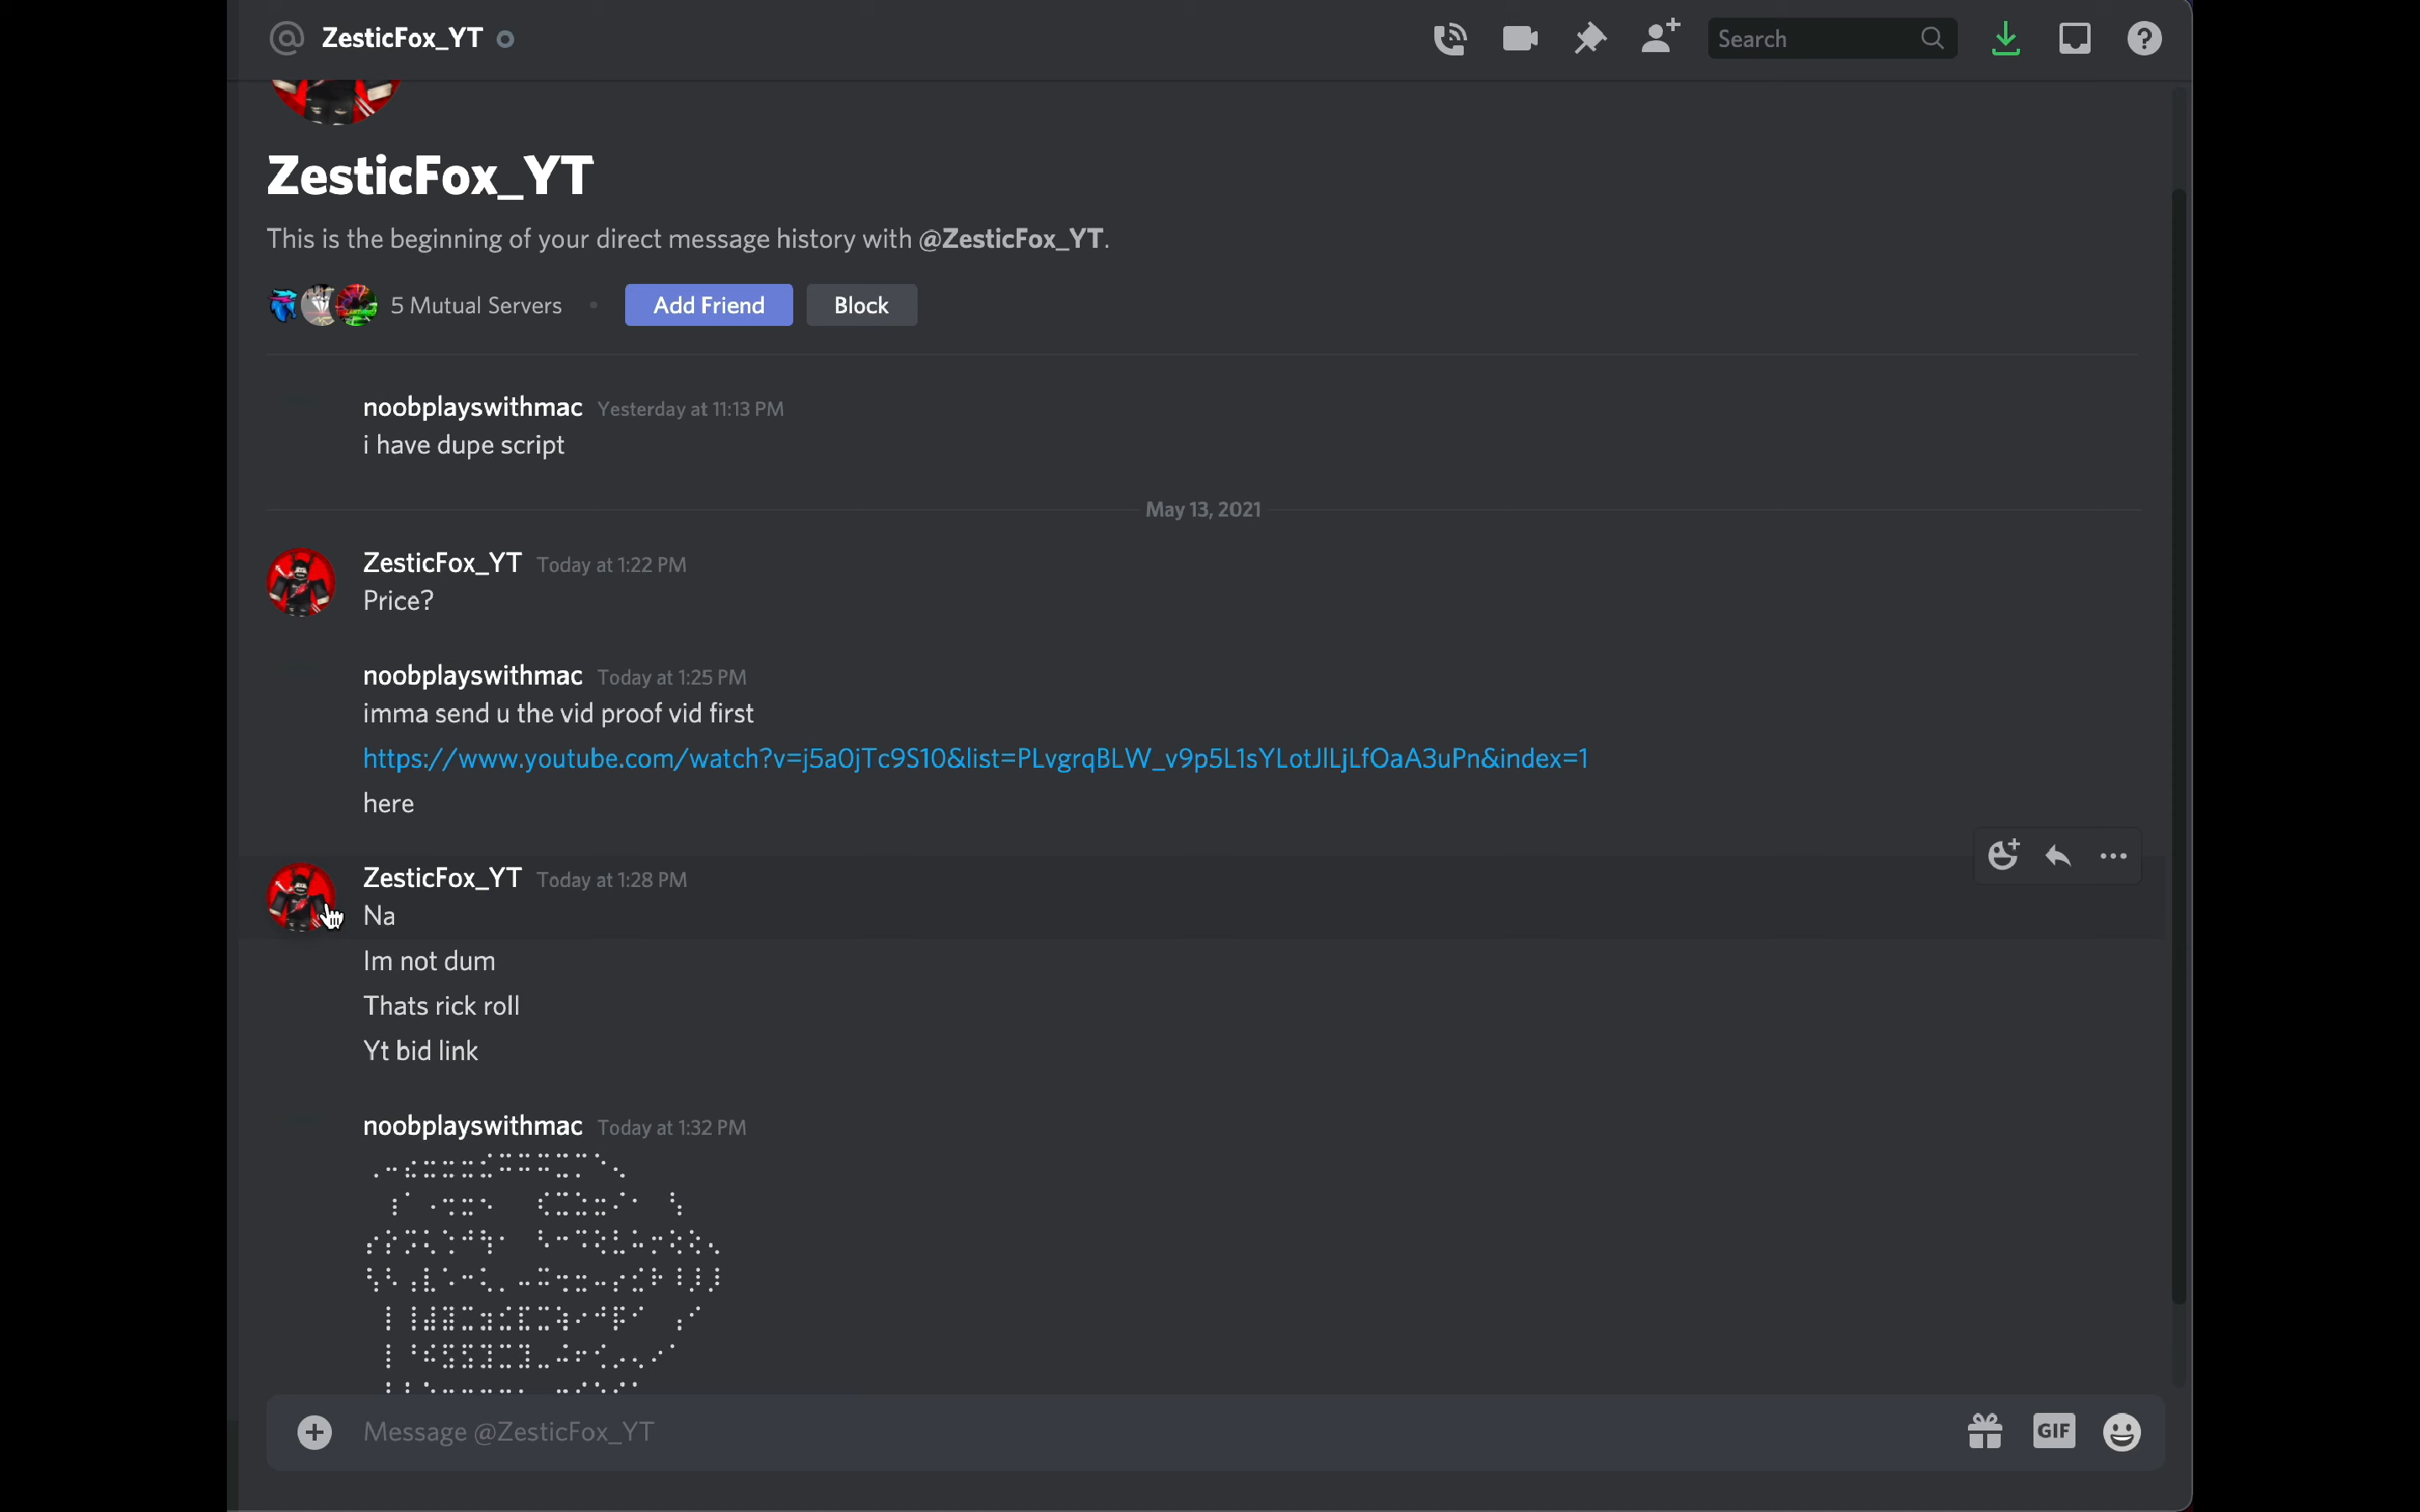 ZesticFox_YT
Search
ZesticFox_YT
This is the beginning of your direct message history with @ZesticFox_YT.
5 Mutual Servers
Add Friend
Block
noobplayswithmac Yesterday at 11:13 PM
i have dupe script
May 13, 2021
ZesticFox_YT Today at 1:22 PM
Price?
noobplayswithmac Today at 1:25 PM
imma send u the vid proof vid first
https://www.youtube.com/watch?v=j5a0jTc9S10&list=PLvgrqBLW_v9p5L1sYLotJlLjLfOaA3uPn&index=1
here
ZesticFox_YT Today at 1:28 PM
Na
Im not dum
Thats rick roll
Yt bid link
noobplayswithmac Today at 1:32 PM
Message @ZesticFox_YT
GIF